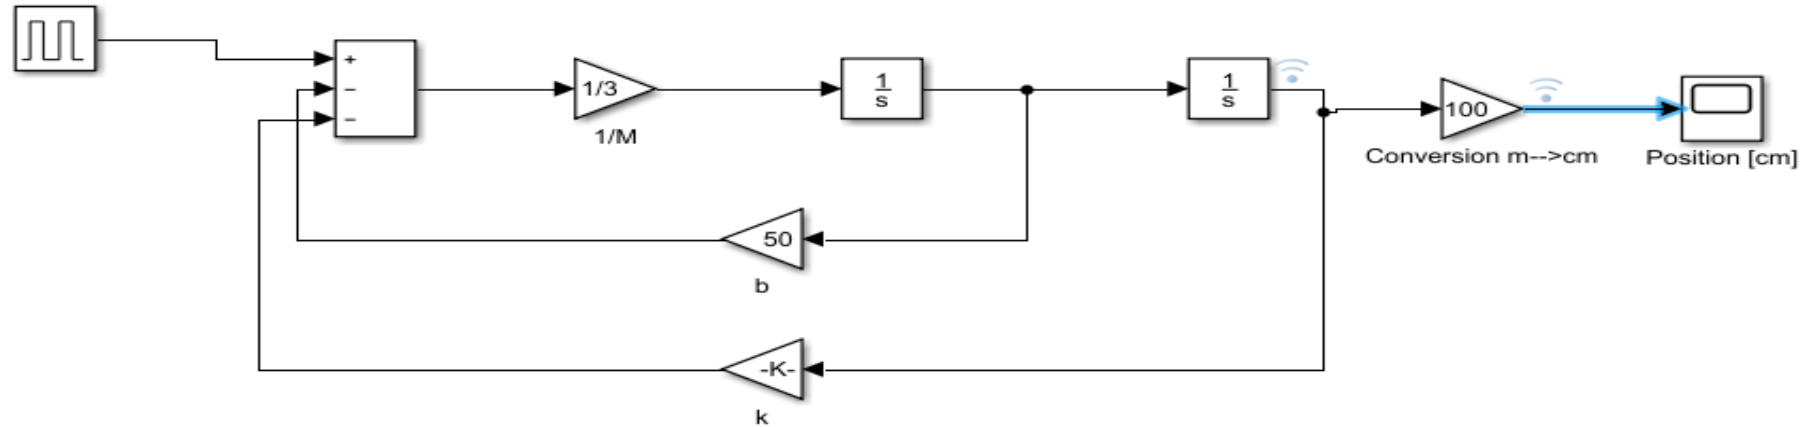 +
−
−
1/3
1/M
1
s
1
s
100
Conversion m-->cm
Position [cm]
50
b
-K-
k